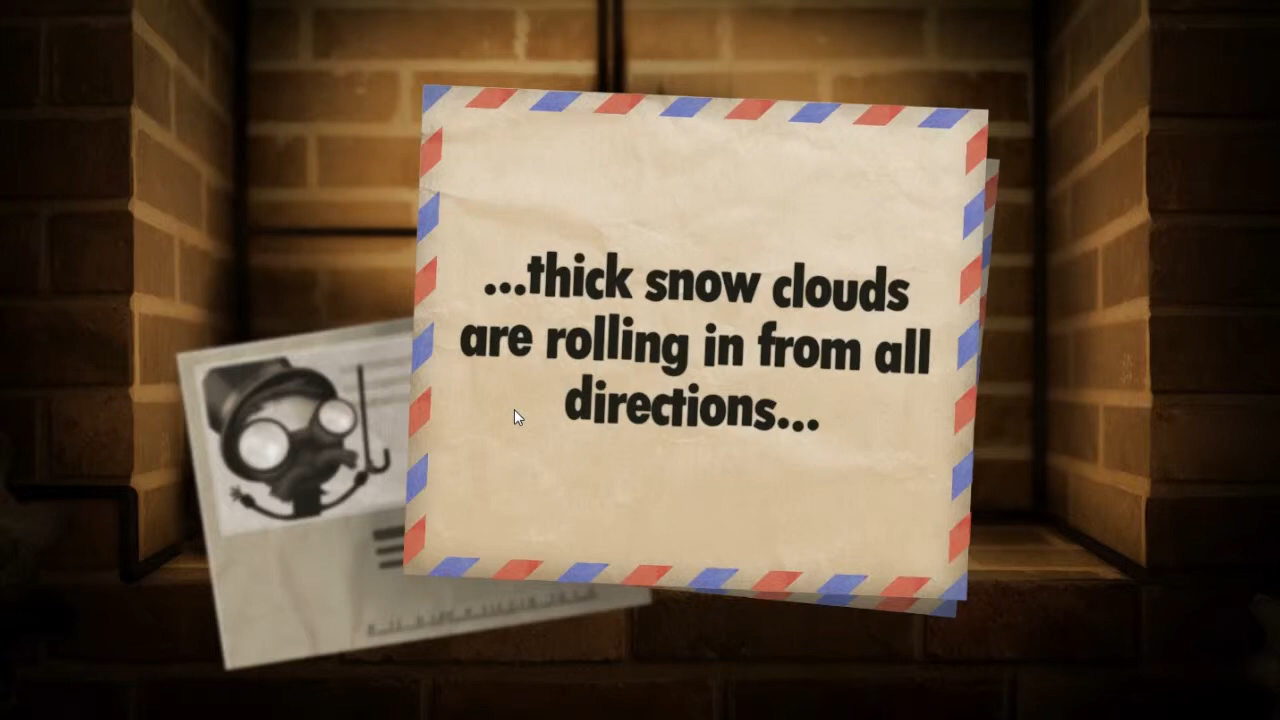 ...thick snow clouds
are rolling in from all
directions...